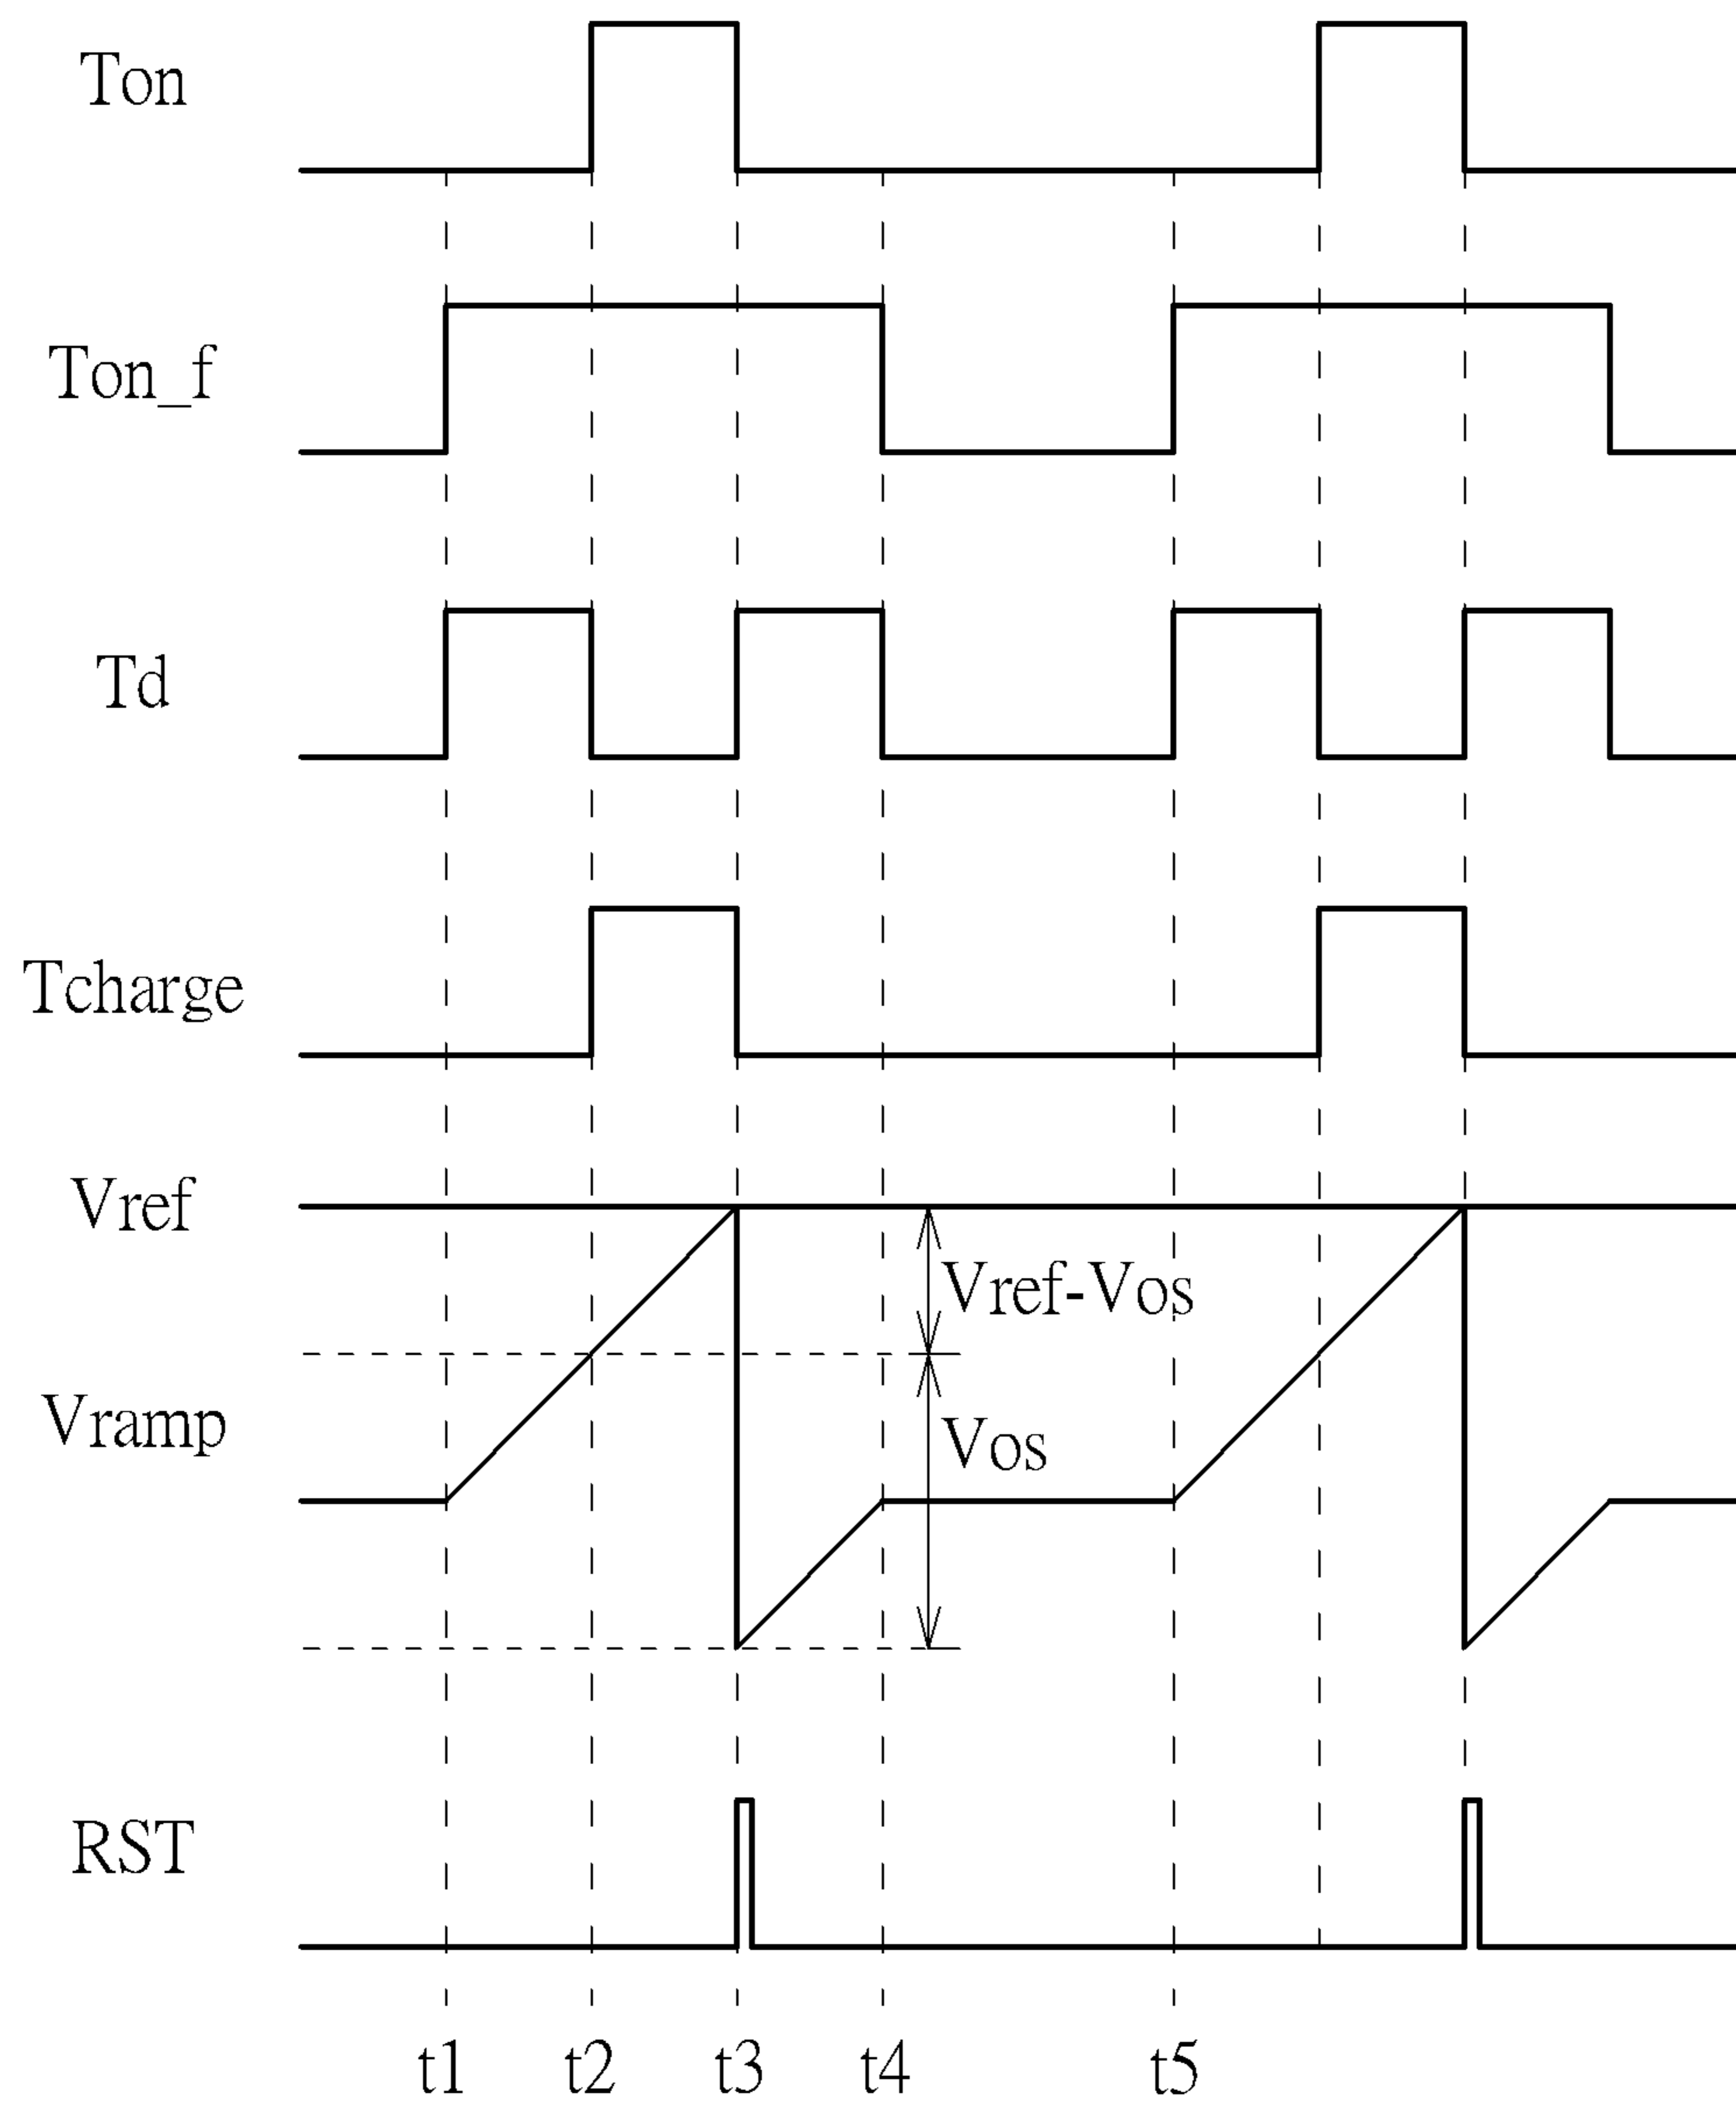 Ton
Ton_f
Td
Tcharge
Vref
Vref-Vos
Vramp
Vos
RST
t1 t2 t3 t4 t5